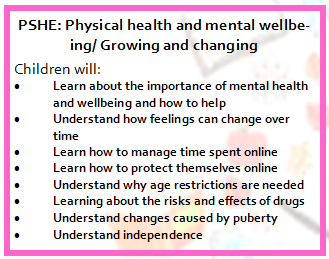 PSHE: Physical health and mental wellbe-
ing/ Growing and changing
Children will:
• Learn about the importance of mental health
and wellbeing and how to help
• Understand how feelings can change over
time
• Learn how to manage time spent online
• Learn how to protect themselves online
• Understand why age restrictions are needed
• Learning about the risks and effects of drugs
• Understand changes caused by puberty
• Understand independence